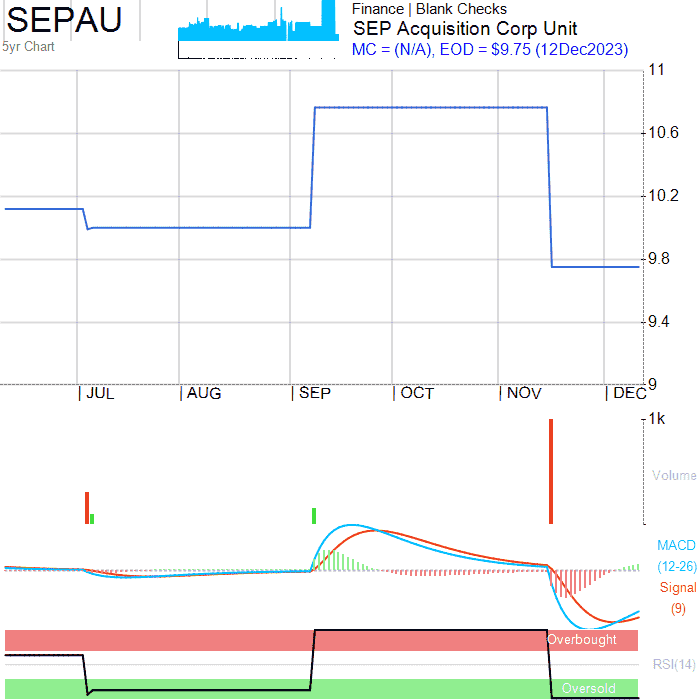 SEPAU
5yr Chart
Finance | Blank Checks
SEP Acquisition Corp Unit
MC = (N/A), EOD = $9.75 (12Dec2023)
11
10.6
10.2
9.8
9.4
9
| JUL | AUG | SEP | OCT | NOV | DEC
1k
Volume
MACD
(12-26)
Signal
(9)
Overbought
RSI(14)
Oversold